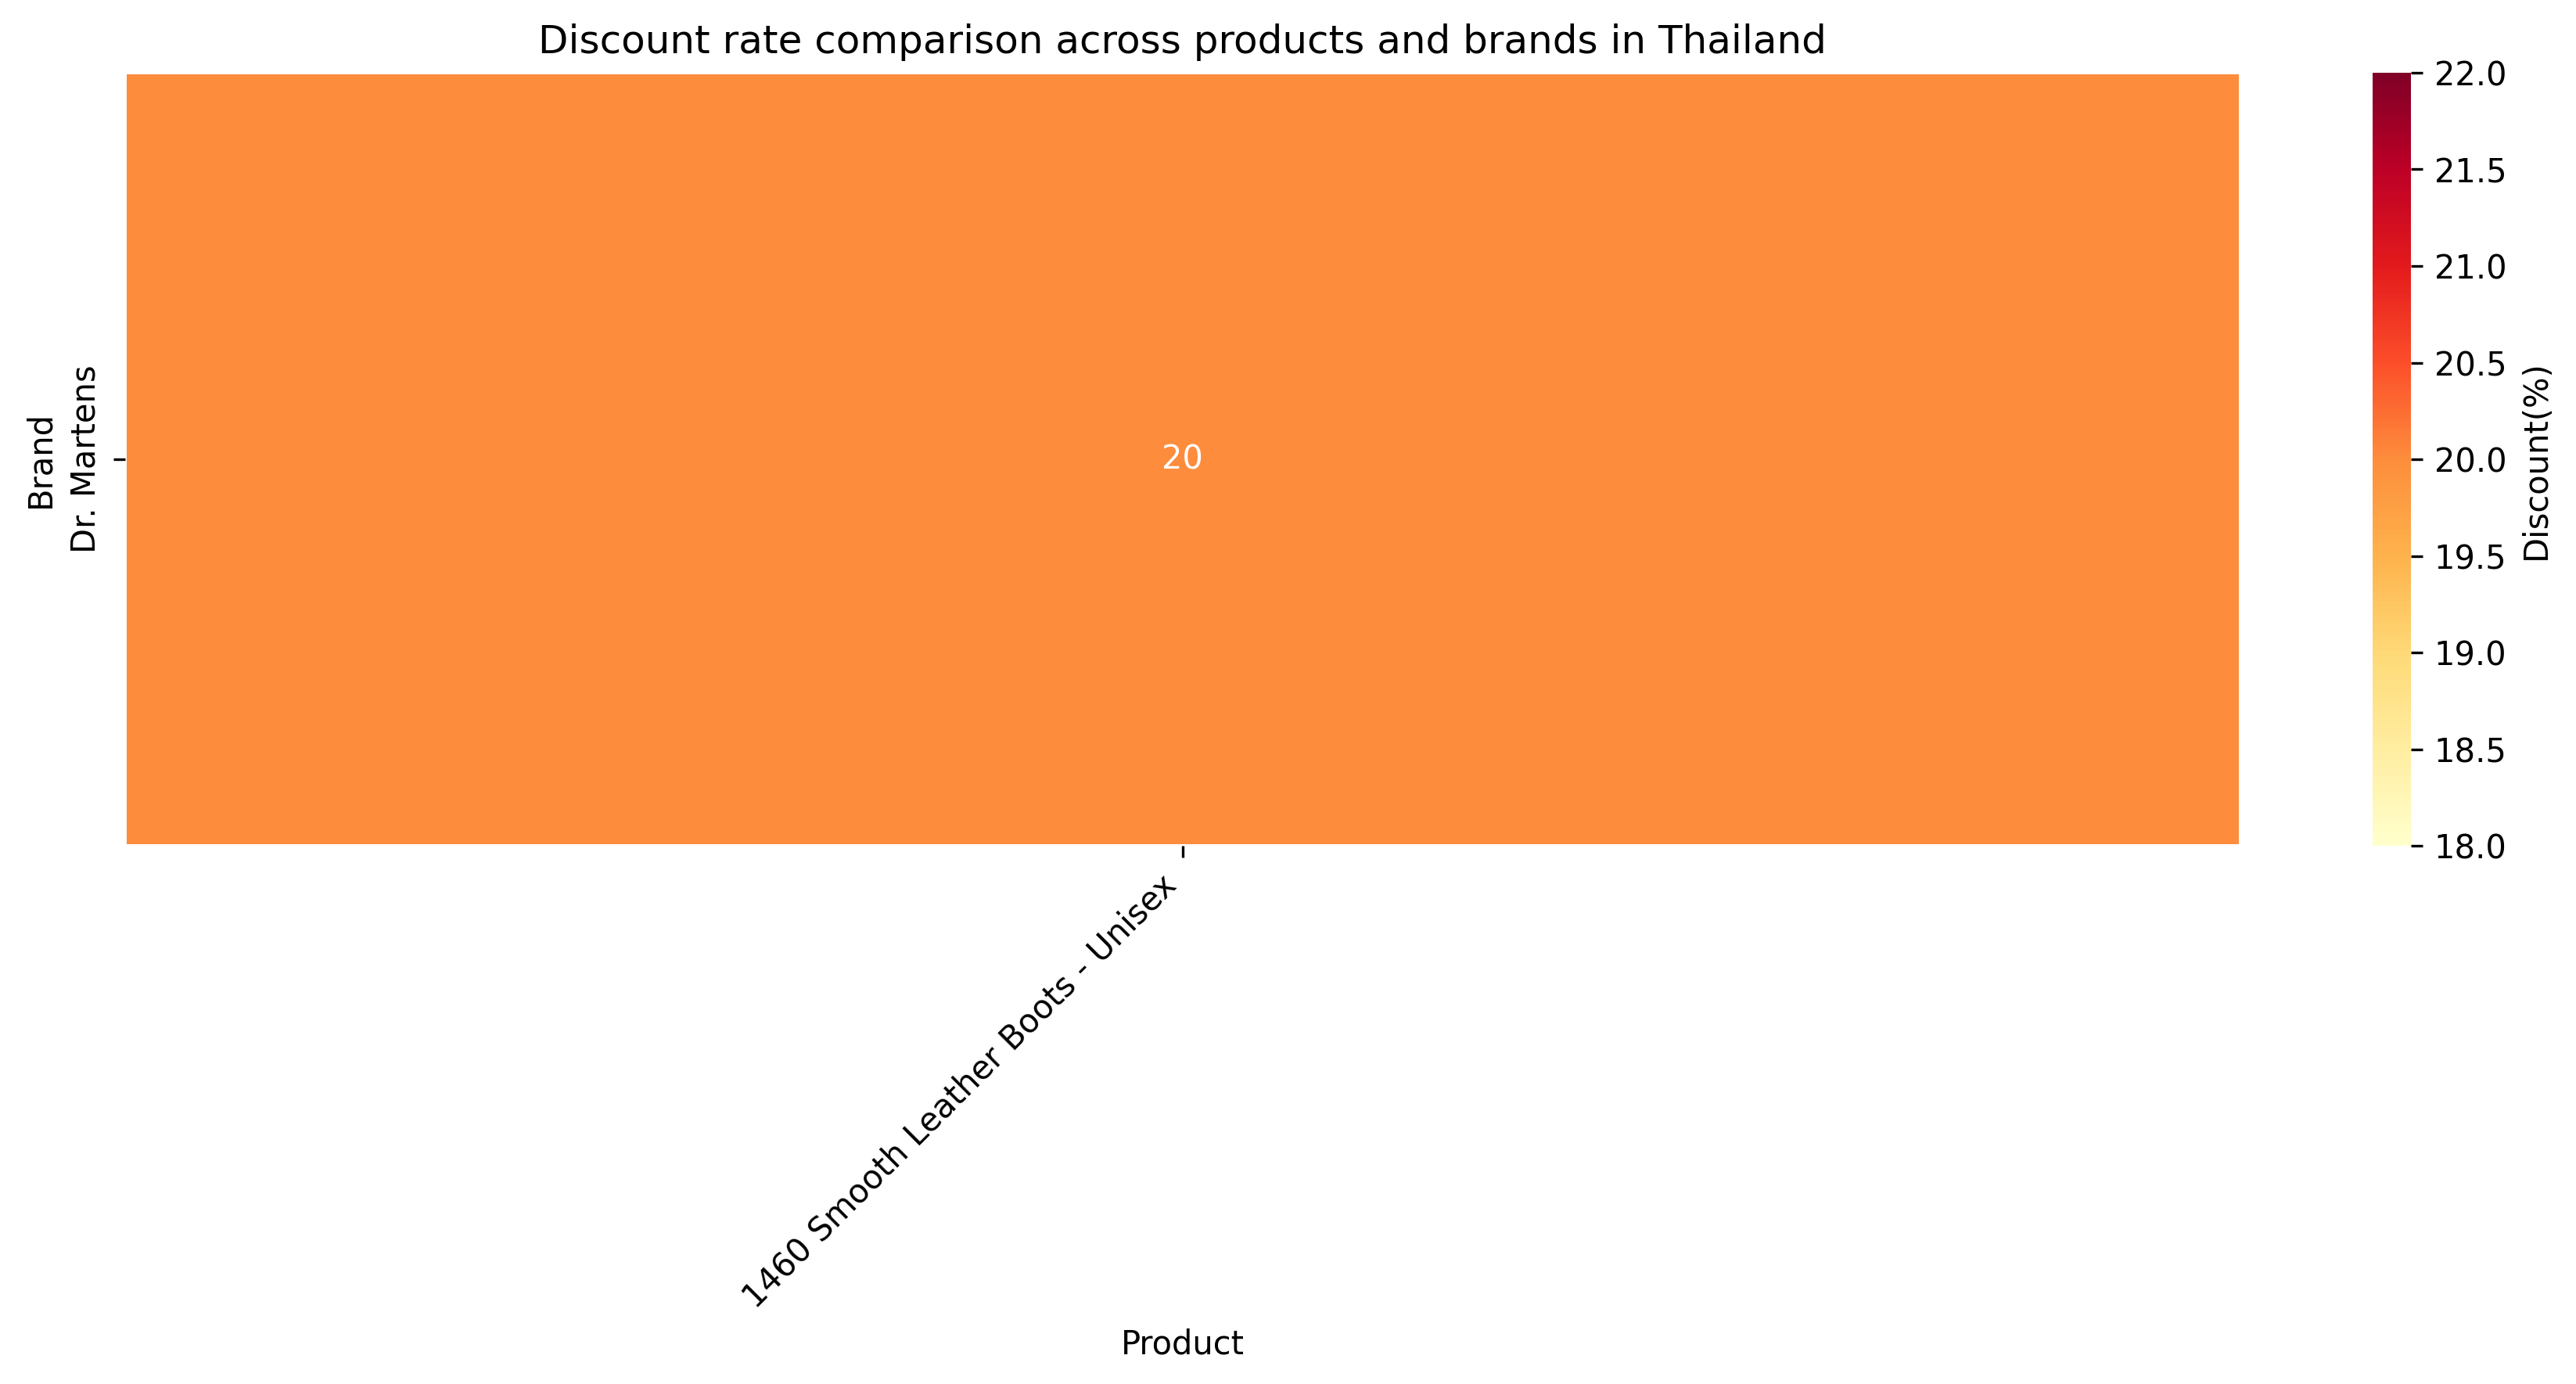 Discount rate comparison across products and brands in Thailand
Brand
Dr. Martens
20
22.0
21.5
21.0
20.5
20.0
19.5
19.0
18.5
18.0
Discount(%)
1460 Smooth Leather Boots - Unisex
Product